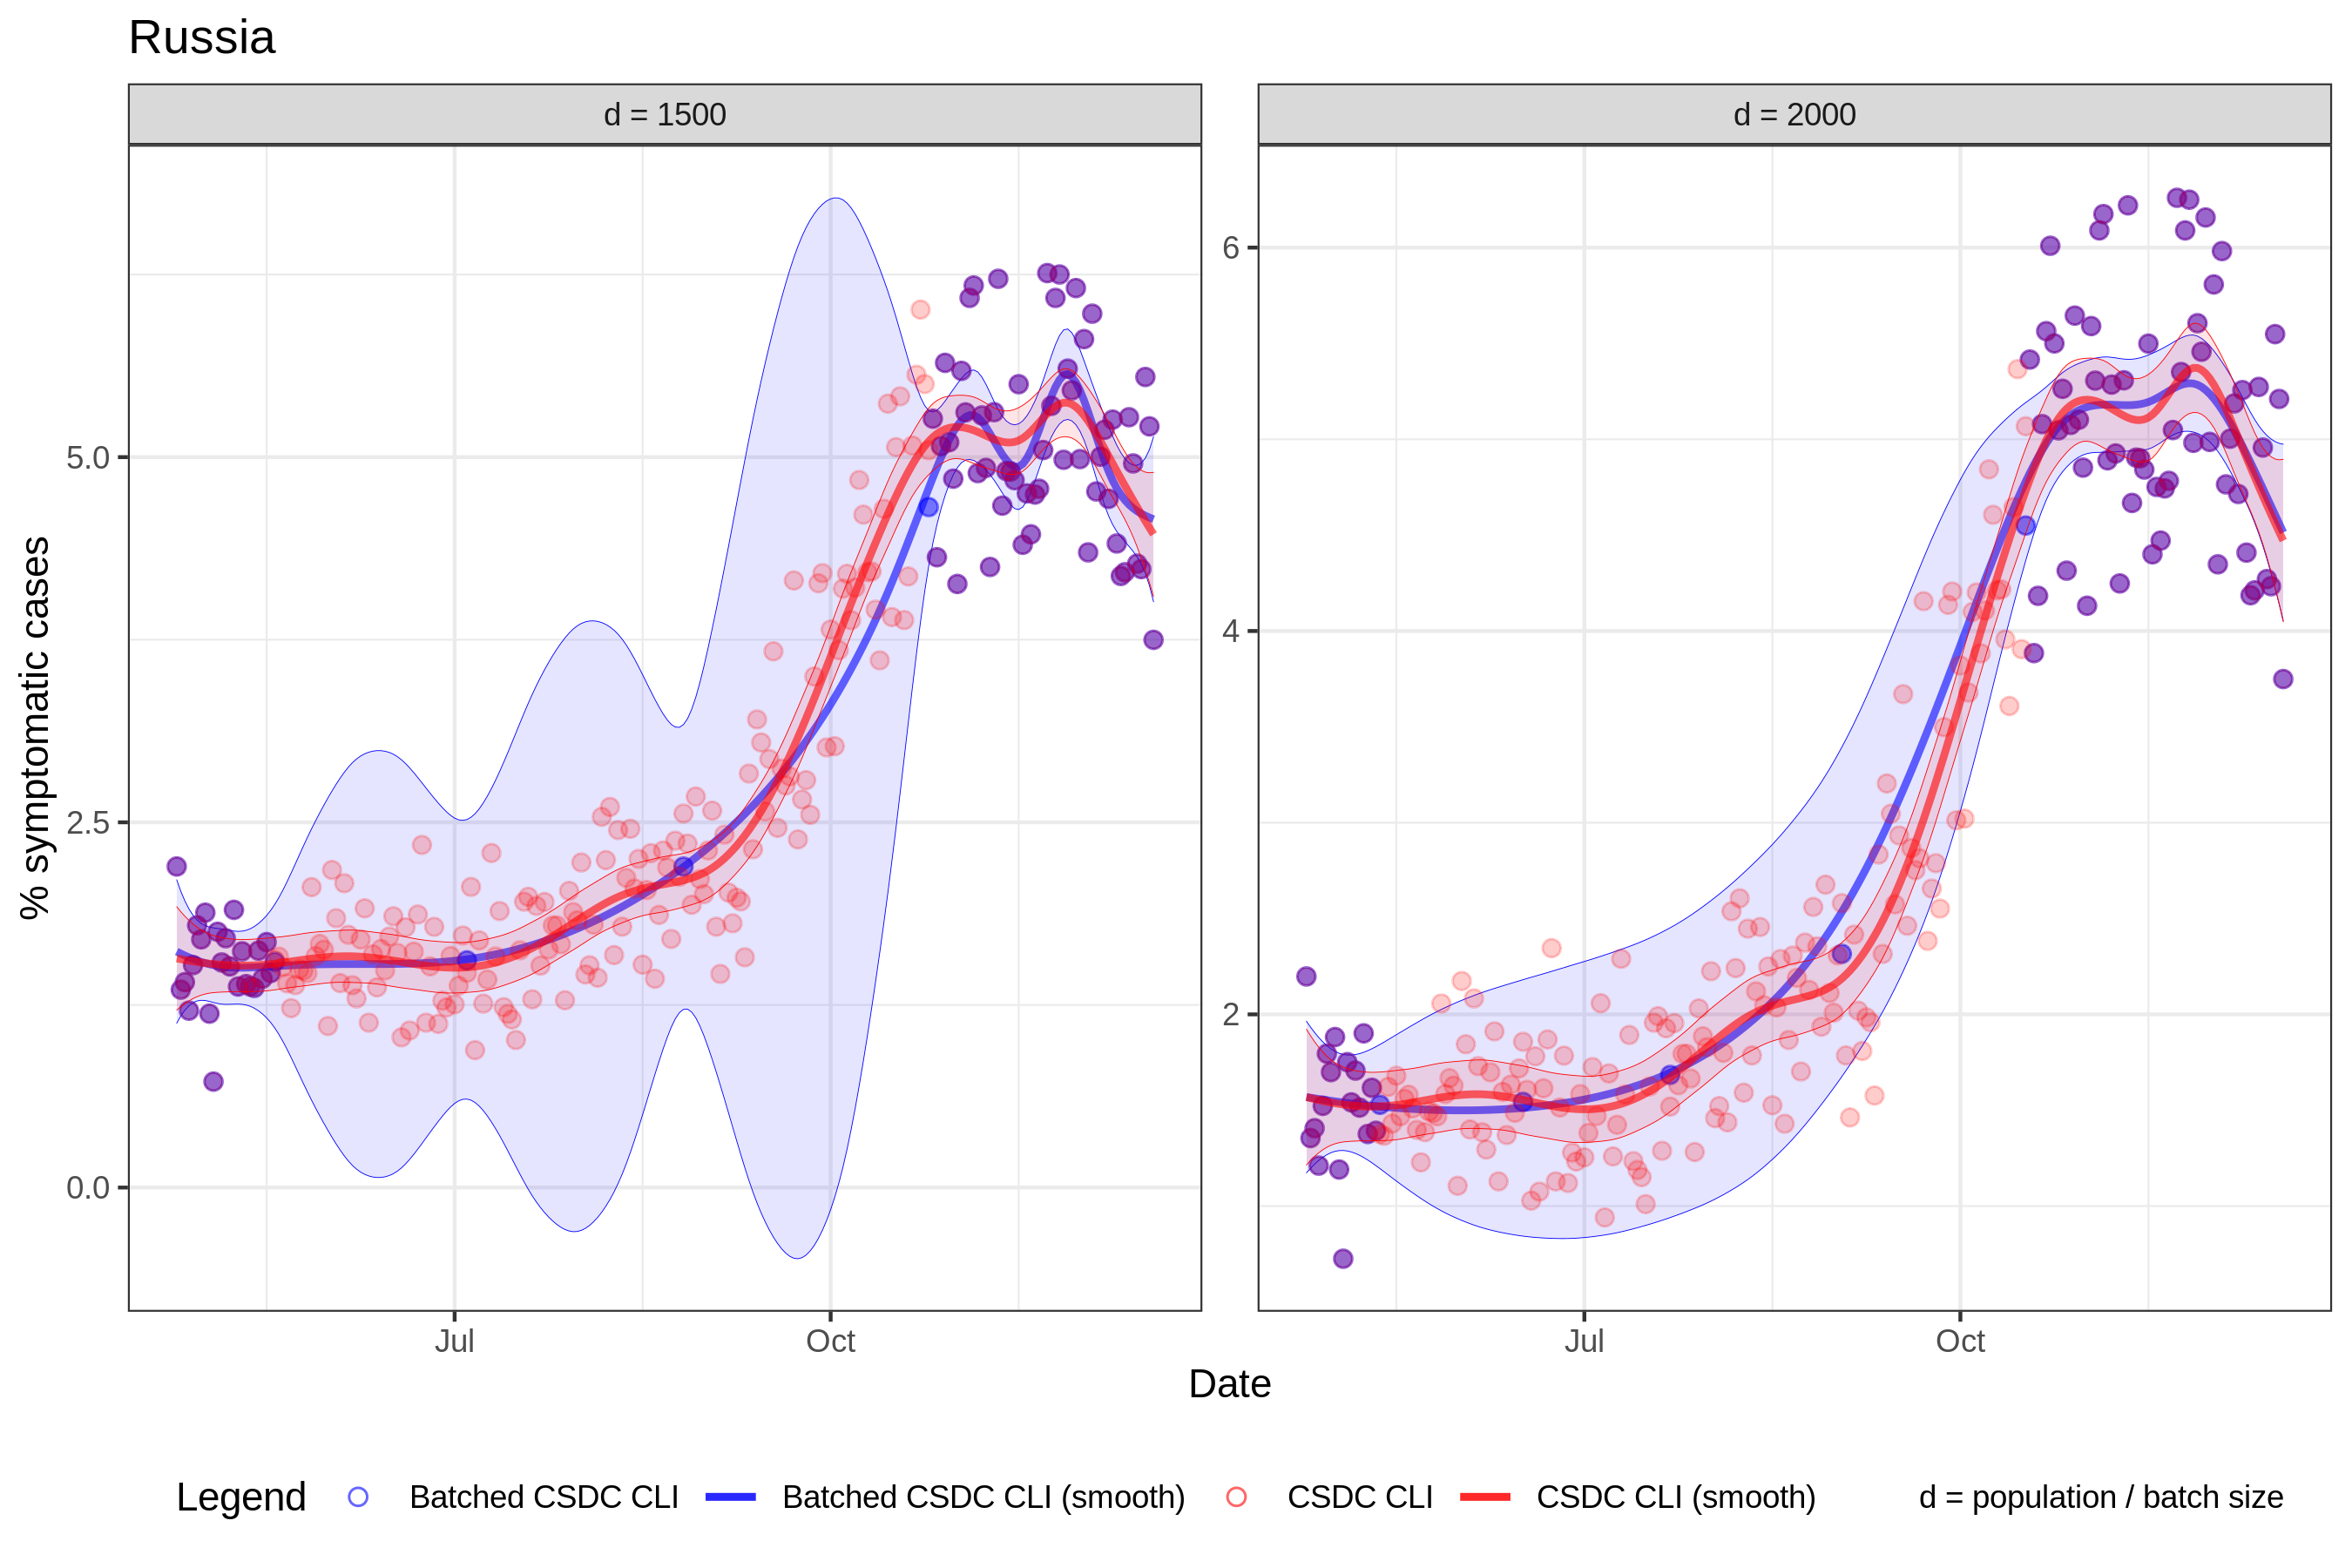 Russia
d = 1500
d = 2000
% symptomatic cases
5.0
2.5
0.0
6
4
2
Jul
Oct
Jul
Oct
Date
Legend
Batched CSDC CLI
Batched CSDC CLI (smooth)
CSDC CLI
CSDC CLI (smooth)
d = population / batch size